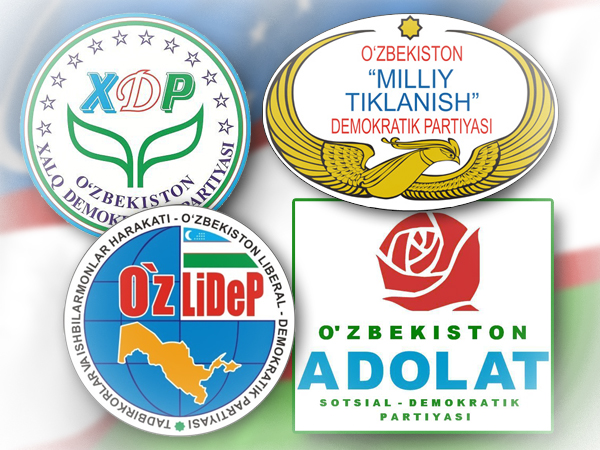 XDP
O‘ZBEKISTON
XALQ DEMOKRATIK PARTIYASI
O‘ZBEKISTON
“MILLIY
TIKLANISH”
DEMOKRATIK PARTIYASI
TADBIRKORLAR VA ISHBILARMONLAR HARAKATI - O‘ZBEKISTON LIBERAL - DEMOKRATIK PARTIYASI
O`z LiDeP
O'ZBEKISTON
ADOLAT
SOTSIAL - DEMOKRATIK
PARTIYASI